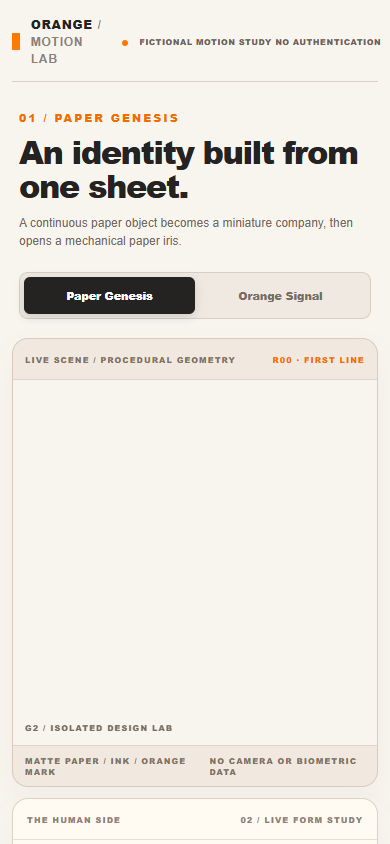 ORANGE /
MOTION
LAB
FICTIONAL MOTION STUDY NO AUTHENTICATION
01 / PAPER GENESIS
An identity built from
one sheet.
A continuous paper object becomes a miniature company, then
opens a mechanical paper iris.
Paper Genesis
Orange Signal
LIVE SCENE / PROCEDURAL GEOMETRY
R00 · FIRST LINE
G2 / ISOLATED DESIGN LAB
MATTE PAPER / INK / ORANGE
MARK
NO CAMERA OR BIOMETRIC
DATA
THE HUMAN SIDE
02 / LIVE FORM STUDY